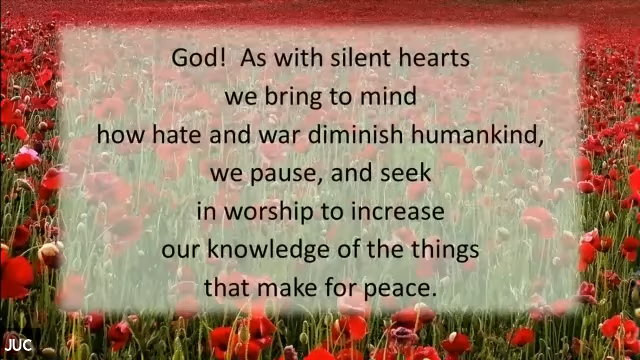 God!  As with silent hearts
we bring to mind
how hate and war diminish humankind,
we pause, and seek
in worship to increase
our knowledge of the things
that make for peace.
JUC